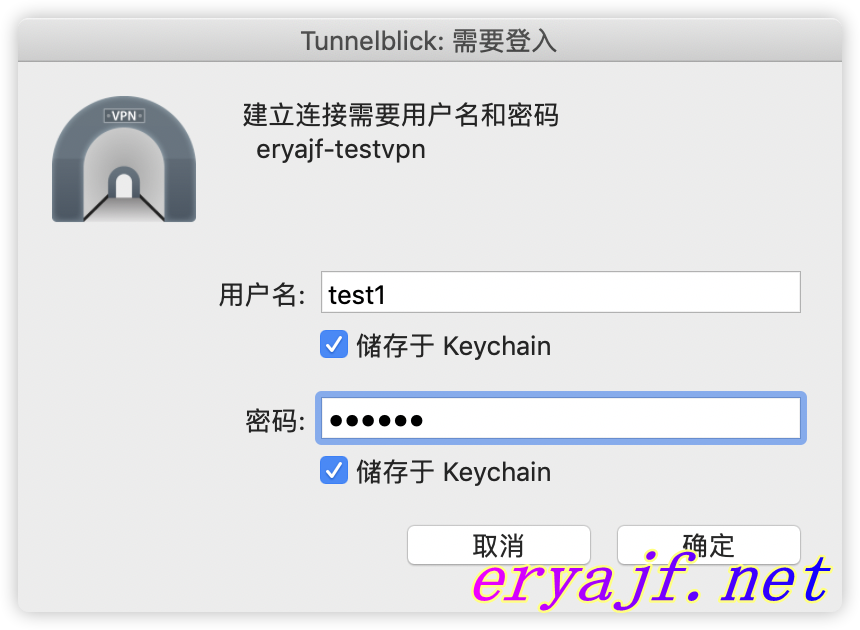 Tunnelblick: 需要登入
VPN
建立连接需要用户名和密码
eryajf-testvpn
用户名: test1
储存于 Keychain
密码: ••••••
储存于 Keychain
取消 确定
eryajf.net